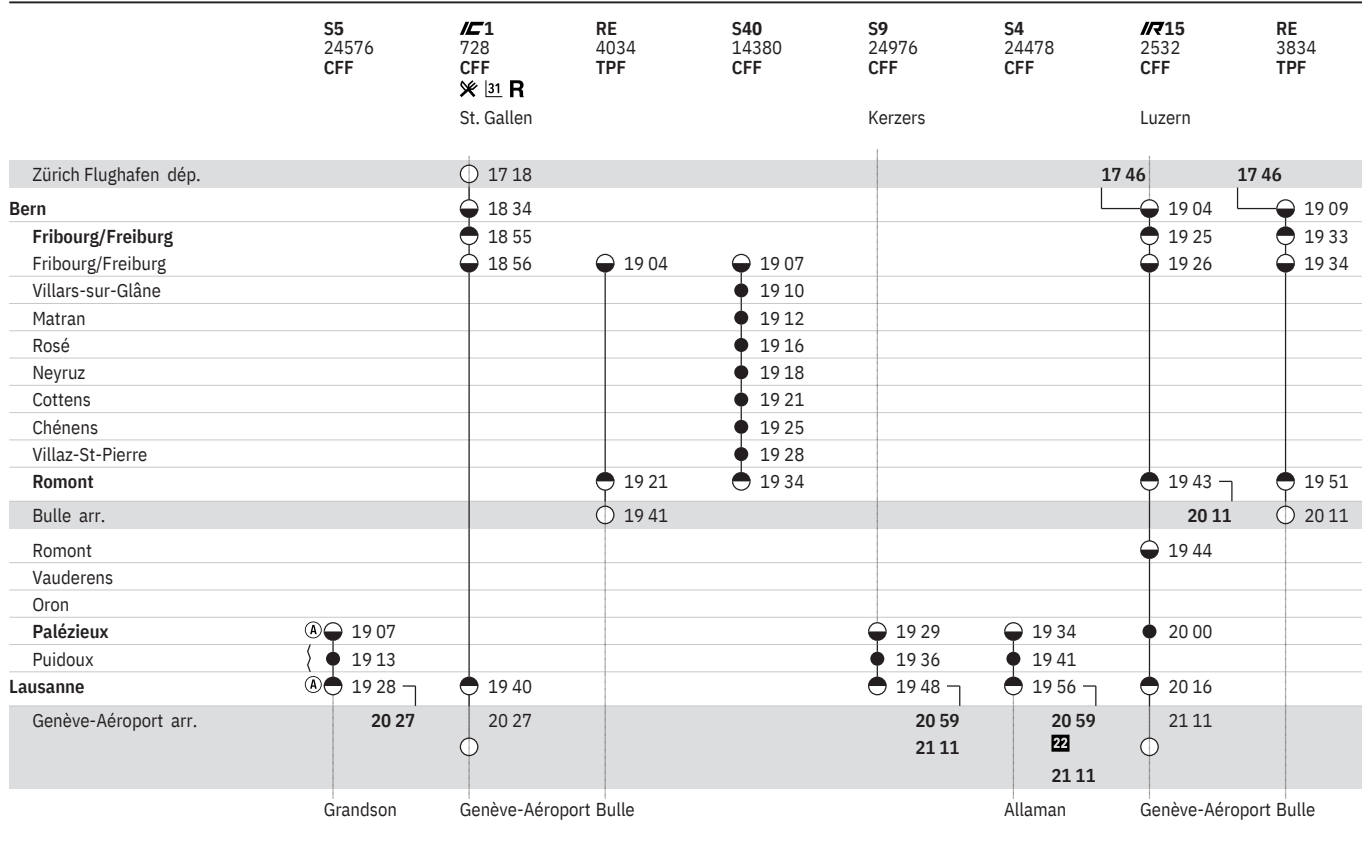 S5 IC1 RE S40 S9 S4 IR15 RE
24576 728 4034 14380 24976 24478 2532 3834
CFF CFF TPF CFF CFF CFF CFF TPF
31 R
St. Gallen Kerzers Luzern
Zürich Flughafen dép. 17 18 17 46 17 46
Bern 18 34 19 04 19 09
Fribourg/Freiburg 18 55 19 25 19 33
Fribourg/Freiburg 18 56 19 04 19 07 19 26 19 34
Villars-sur-Glâne 19 10
Matran 19 12
Rosé 19 16
Neyruz 19 18
Cottens 19 21
Chénens 19 25
Villaz-St-Pierre 19 28
Romont 19 21 19 34 19 43 19 51
Bulle arr. 19 41 20 11 20 11
Romont 19 44
Vauderens
Oron
Palézieux A 19 07 19 29 19 34 20 00
Puidoux 19 13 19 36 19 41
Lausanne A 19 28 19 40 19 48 19 56 20 16
Genève-Aéroport arr. 20 27 20 27 20 59 20 59 21 11
21 11 22
21 11
Grandson Genève-Aéroport Bulle Allaman Genève-Aéroport Bulle